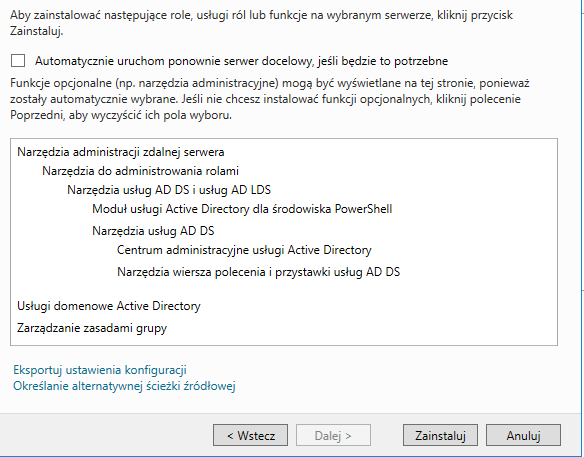 Aby zainstalować następujące role, usługi ról lub funkcje na wybranym serwerze, kliknij przycisk
Zainstaluj.
Automatycznie uruchom ponownie serwer docelowy, jeśli będzie to potrzebne
Funkcje opcjonalne (np. narzędzia administracyjne) mogą być wyświetlane na tej stronie, ponieważ
zostały automatycznie wybrane. Jeśli nie chcesz instalować funkcji opcjonalnych, kliknij polecenie
Poprzedni, aby wyczyścić ich pola wyboru.
Narzędzia administracji zdalnej serwera
Narzędzia do administrowania rolami
Narzędzia usług AD DS i usług AD LDS
Moduł usługi Active Directory dla środowiska PowerShell
Narzędzia usług AD DS
Centrum administracyjne usługi Active Directory
Narzędzia wiersza polecenia i przystawki usług AD DS
Usługi domenowe Active Directory
Zarządzanie zasadami grupy
Eksportuj ustawienia konfiguracji
Określanie alternatywnej ścieżki źródłowej
< Wstecz
Dalej >
Zainstaluj
Anuluj